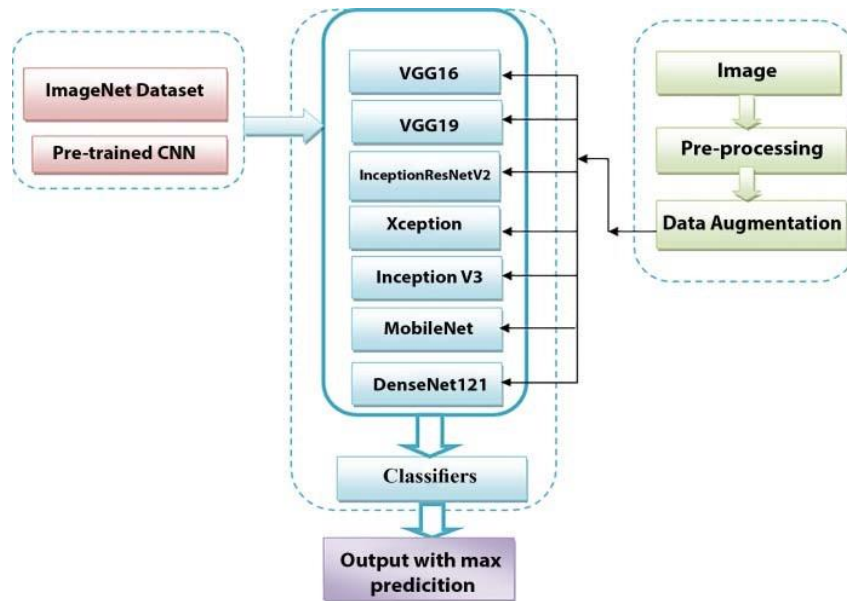 ImageNet Dataset
Pre-trained CNN
VGG16
VGG19
InceptionResNetV2
Xception
Inception V3
MobileNet
DenseNet121
Classifiers
Output with max
predicition
Image
Pre-processing
Data Augmentation